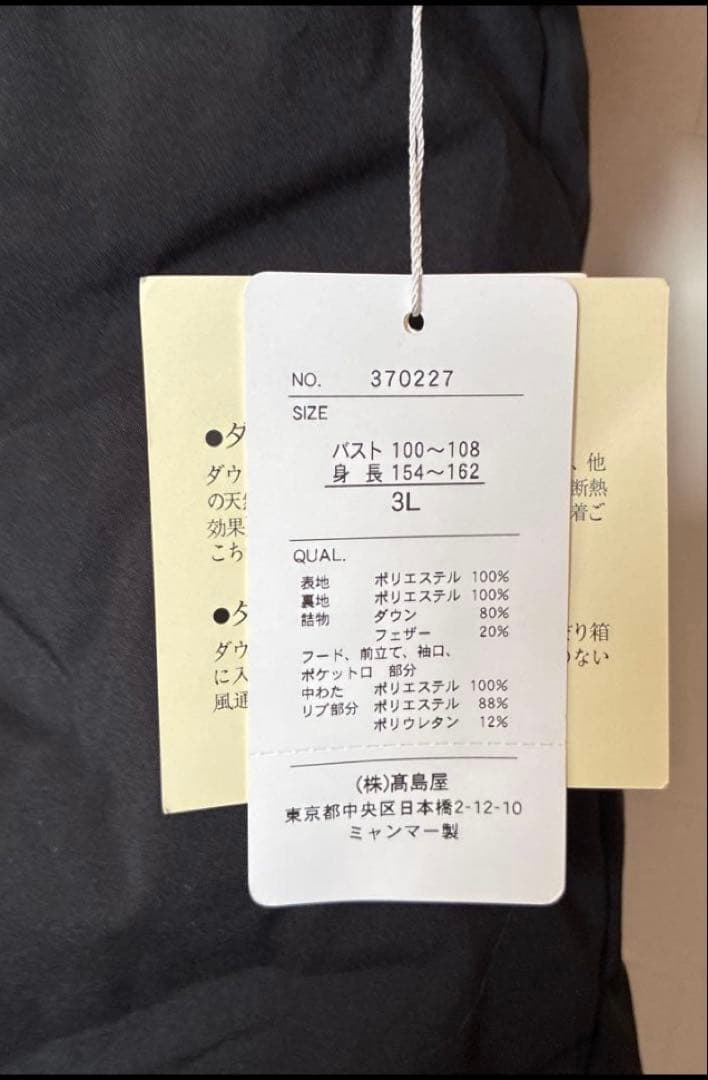 NO. 370227
SIZE
バスト 100～108
身 長 154～162
3L
QUAL.
表地 ポリエステル 100%
裏地 ポリエステル 100%
詰物 ダウン 80%
フェザー 20%
フード、前立て、袖口、
ポケット口 部分
中わた ポリエステル 100%
リブ部分 ポリエステル 88%
ポリウレタン 12%
(株)髙島屋
東京都中央区日本橋2-12-10
ミャンマー製
●ダ
ダウ 、他
の天然 断熱
効果 着ご
こち
●ダ
ダウ り箱
に入 のない
風通